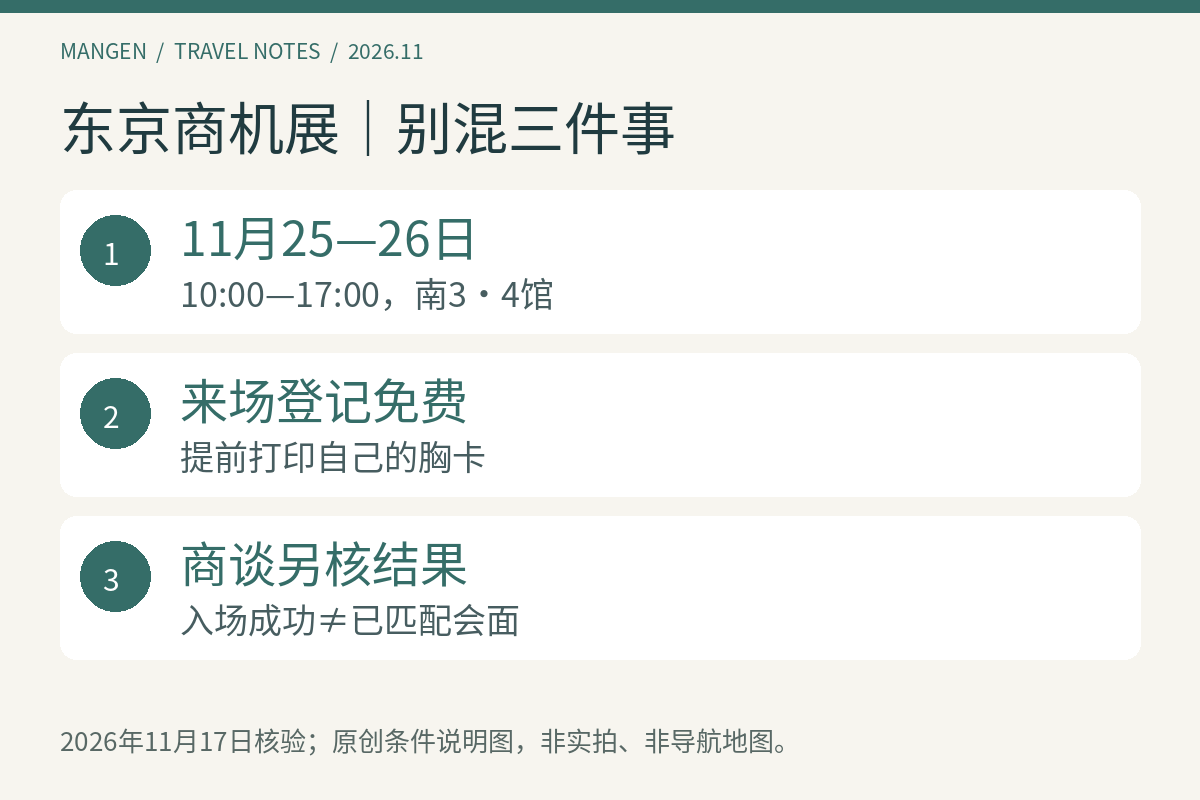 MANGEN / TRAVEL NOTES / 2026.11
东京商机展｜别混三件事
1
11月25—26日
10:00—17:00，南3・4馆
2
来场登记免费
提前打印自己的胸卡
3
商谈另核结果
入场成功≠已匹配会面
2026年11月17日核验；原创条件说明图，非实拍、非导航地图。